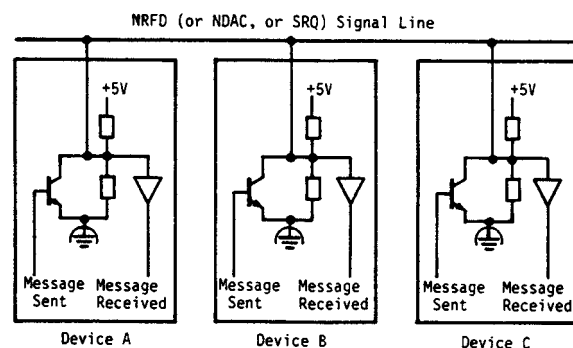 NRFD (or NDAC, or SRQ) Signal Line
+5V
+5V
+5V
Message Sent
Message Received
Message Sent
Message Received
Message Sent
Message Received
Device A
Device B
Device C